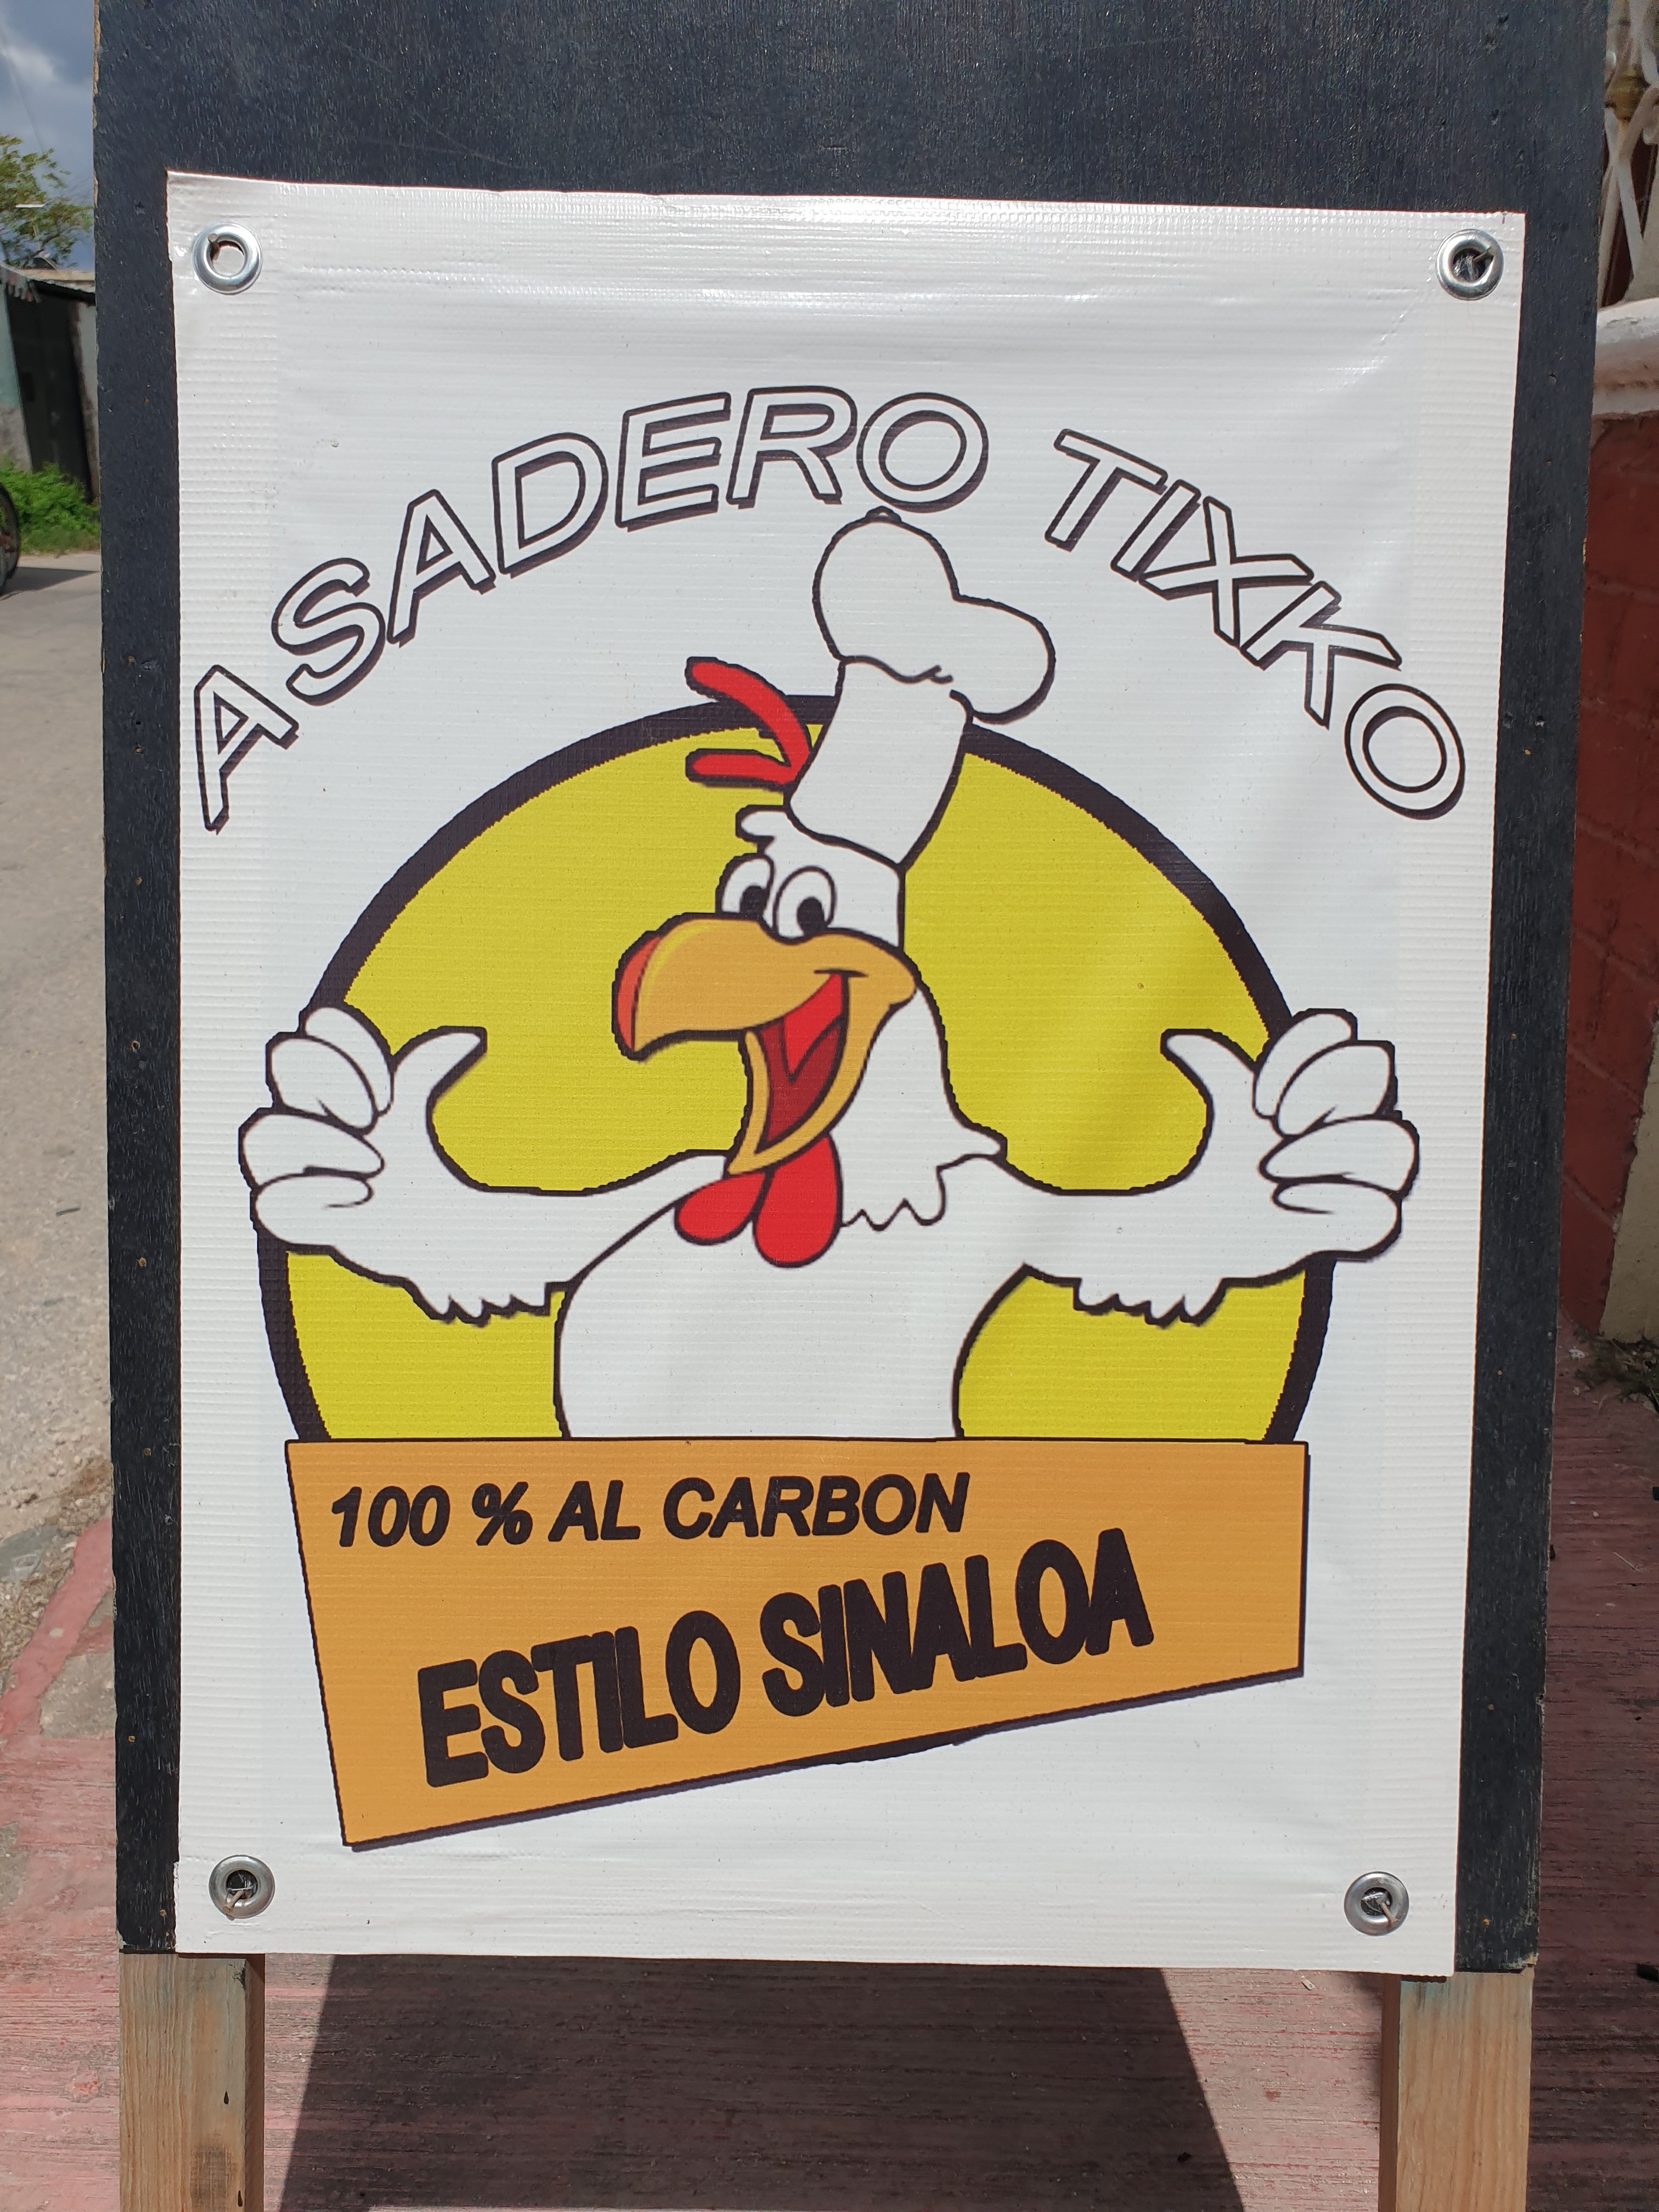 ASADERO TIXKO
100 % AL CARBON
ESTILO SINALOA